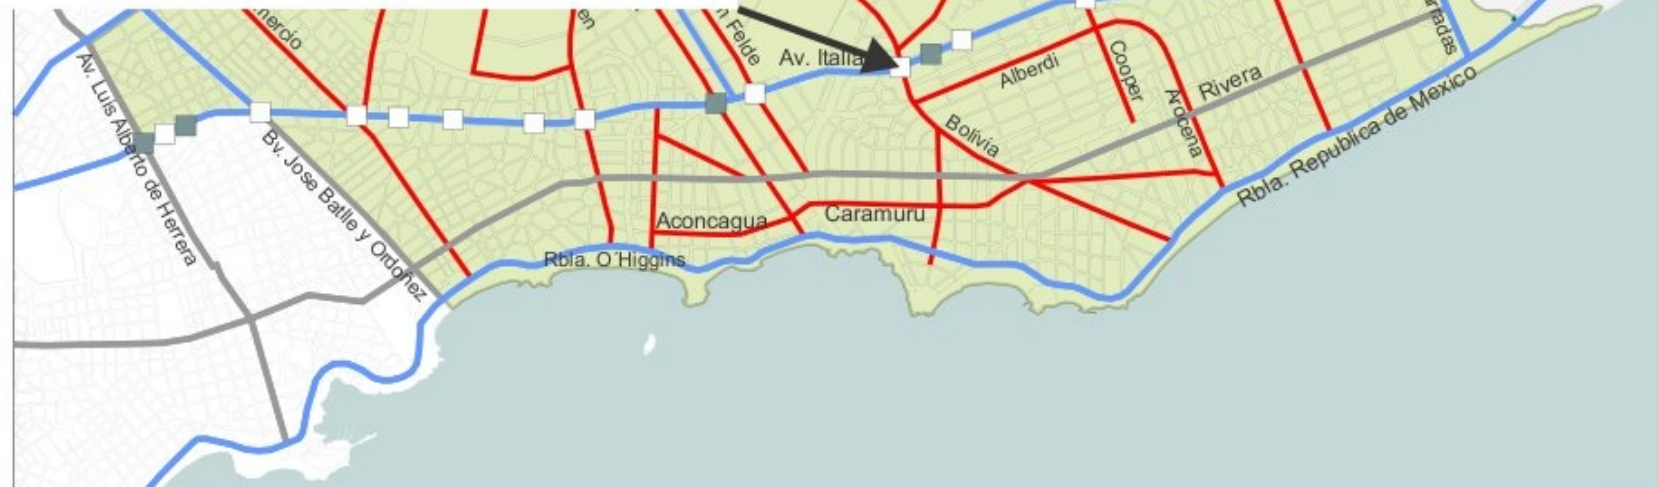 Felde
Av. Italia
Alberdi
Cooper
Arocena
Rivera
Av. Luis Alberto de Herrera
Bv. Jose Batlle y Ordoñez
Bolivia
Rbla. Republica de Mexico
Aconcagua
Caramuru
Rbla. O´Higgins